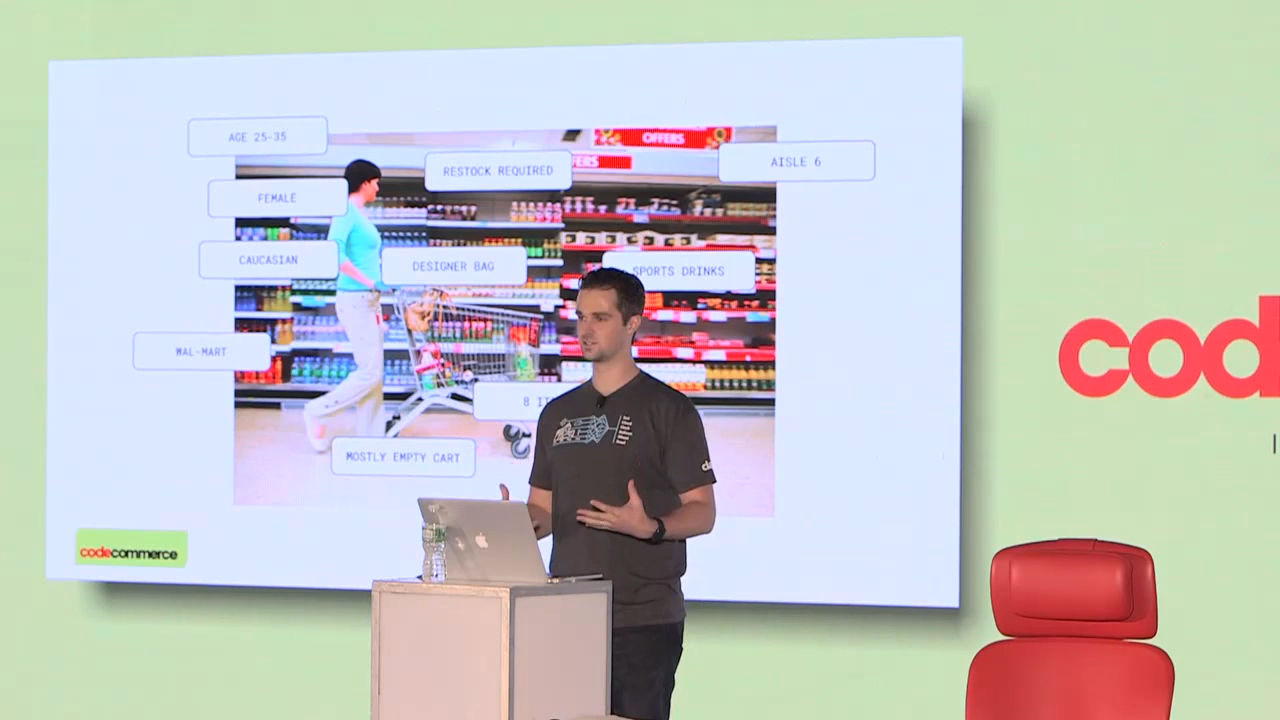 AGE 25-35
OFFERS
RESTOCK REQUIRED
AISLE 6
FEMALE
CAUCASIAN
DESIGNER BAG
SPORTS DRINKS
WAL-MART
8
MOSTLY EMPTY CART
codecommerce